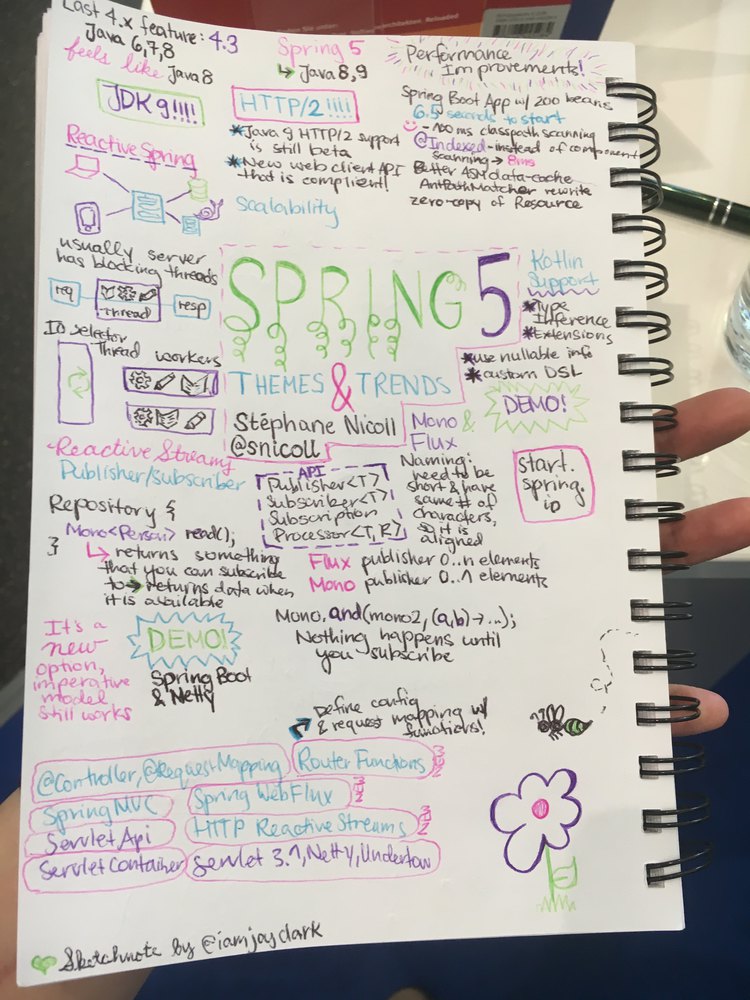 Last 4.x feature: 4.3
Java 6,7,8
feels like Java 8
Spring 5
Java 8,9
Performance
Improvements!
JDK 9!!!!
HTTP/2 !!!!
*Java 9 HTTP/2 support
is still beta
*New web client API
that is complient!
Spring Boot App w/ 200 beans
6.5 seconds to start
-700 ms classpath scanning
@Indexed-instead of component
scanning → 8ms
Better ASM data-cache
AntPathMatcher rewrite
zero-copy of Resource
Reactive Spring
Scalability
usually server
has blocking threads
req
thread
resp
IO selector
Thread workers
SPRING 5
THEMES & TRENDS
Stéphane Nicoll
@snicoll
Kotlin
Support
*Type
Inference
*Extensions
*use nullable info
*custom DSL
DEMO!
start.
spring.
io
Mono &
Flux
Naming:
need to be
short & have
same # of
characters,
so it is
aligned
Reactive Streams
Publisher/subscriber
API
Publisher<T>
Subscriber<T>
Subscription
Processor<T,R>
Repository {
Mono<Person> read();
}
returns something
that you can subscribe
to → returns data when
it is available
Flux publisher 0..n elements
Mono publisher 0..1 elements
Mono.and(mono2, (a,b) → ...);
Nothing happens until
you subscribe
It's a
new
option,
imperative
model
still works
DEMO!
Spring Boot
& Netty
Define config
& request mapping w/
functions!
@Controller, @RequestMapping
Router Functions
NEW
Spring MVC
Spring WebFlux
NEW
Servlet Api
HTTP Reactive Streams
NEW
Servlet Container
Servlet 3.1, Netty, Undertow
Sketchnote by @iamjayclark